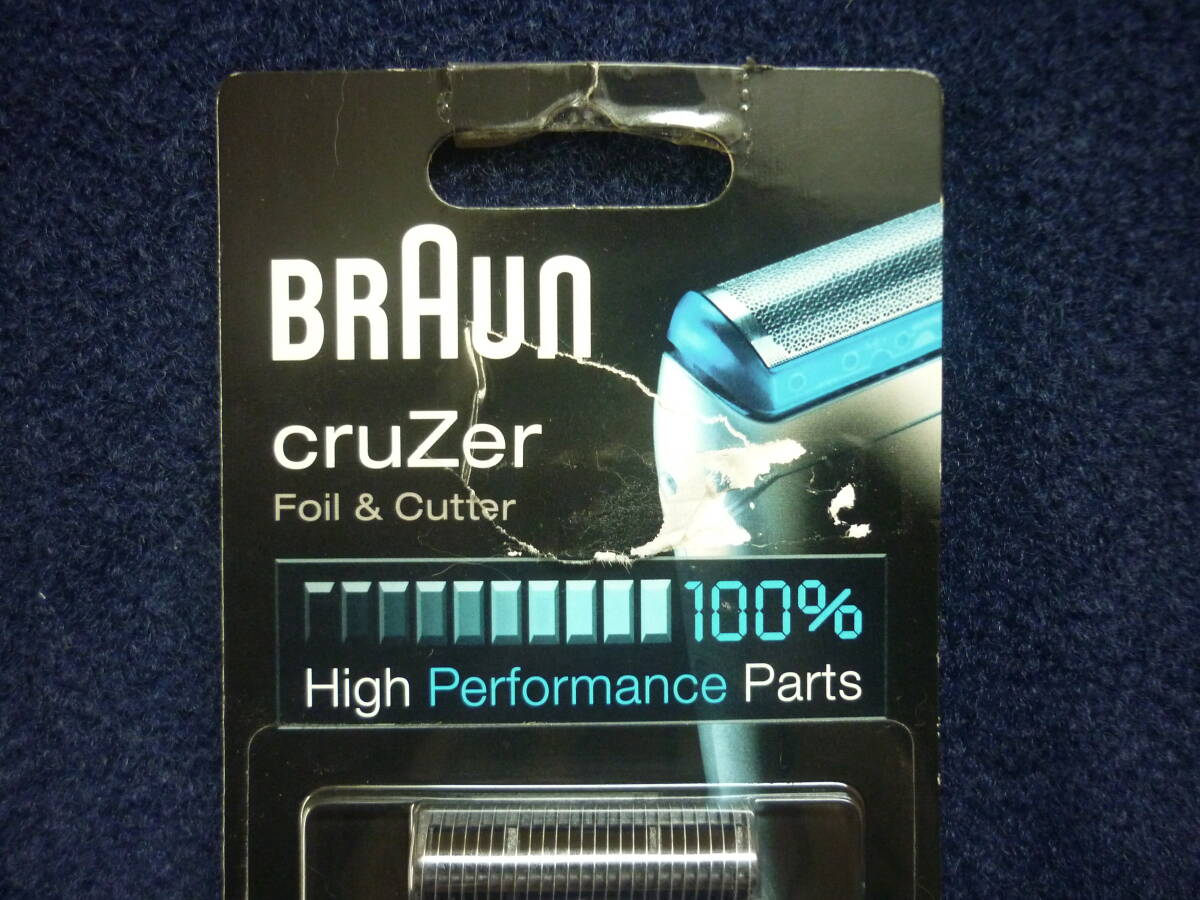 BRAUN
cruZer
Foil & Cutter
100%
High Performance Parts